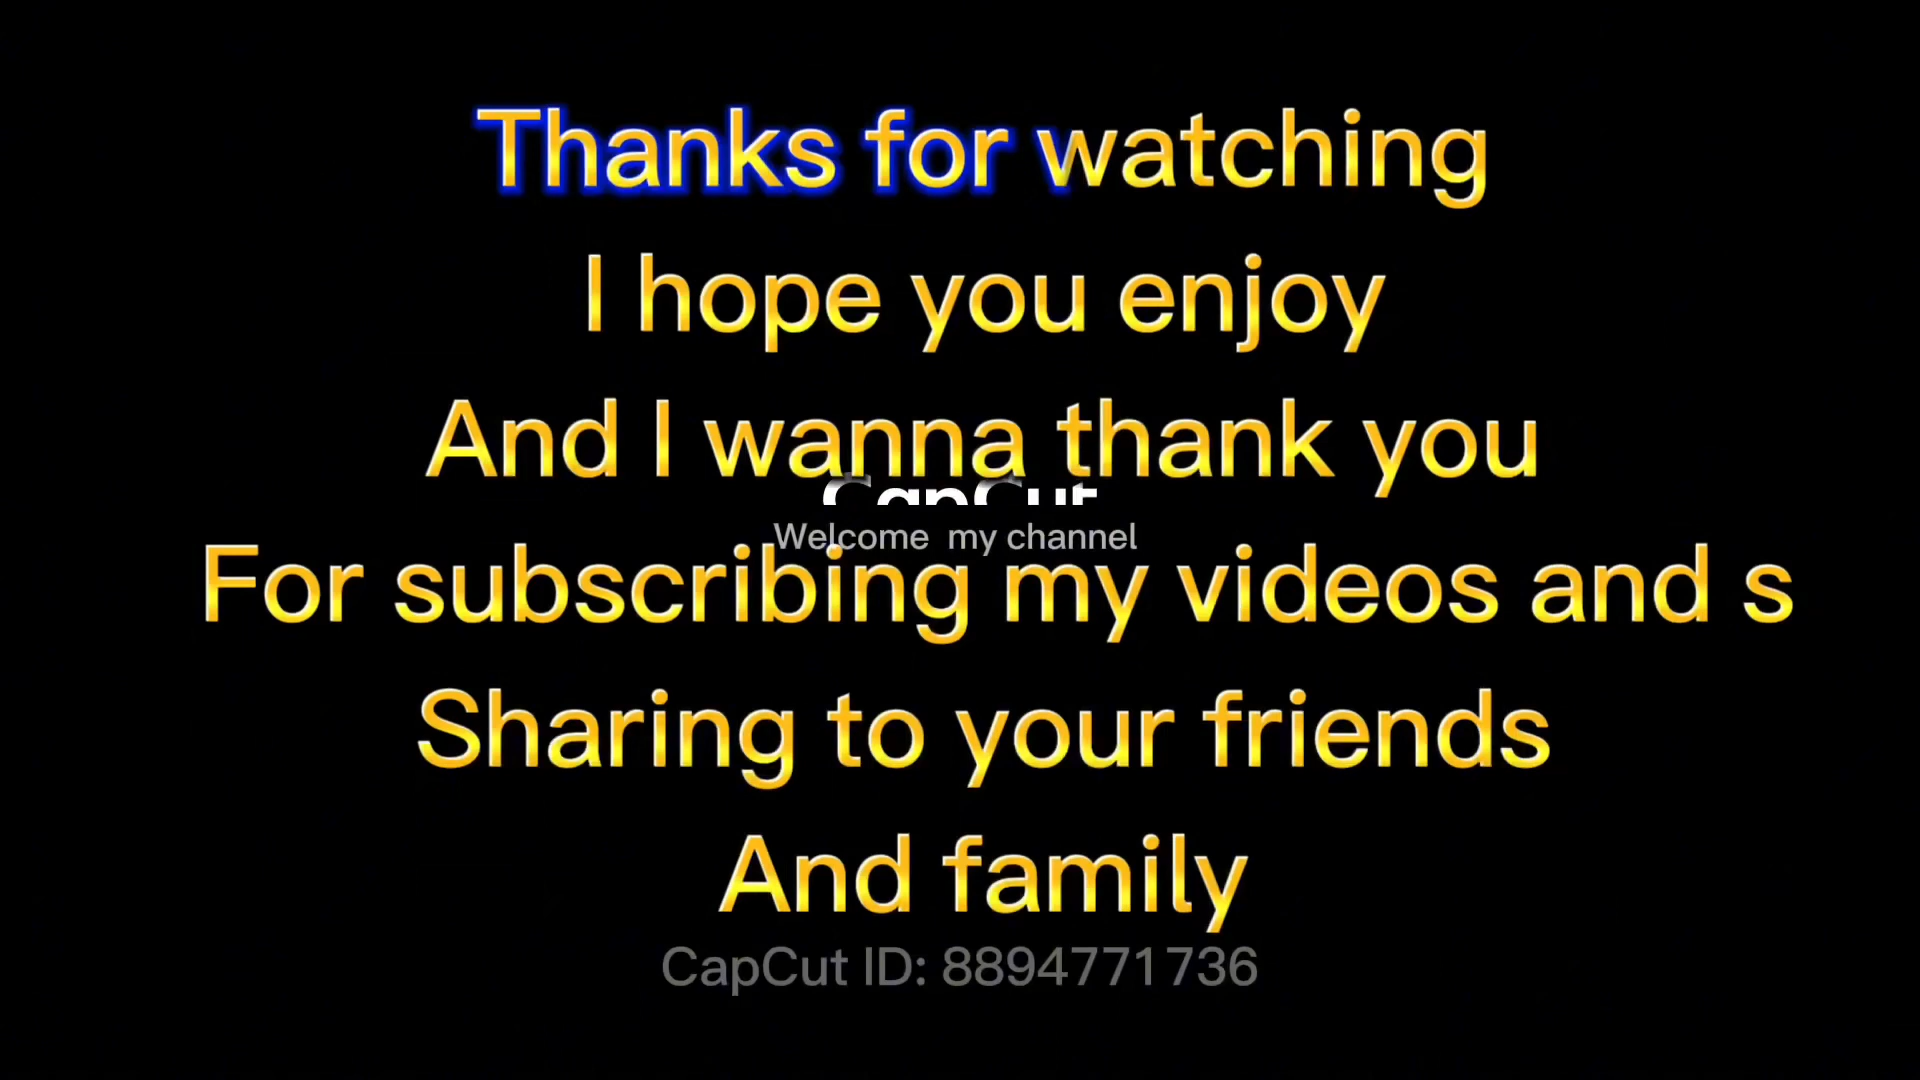 Thanks for watching
I hope you enjoy
And I wanna thank you
CapCut
Welcome  my channel
For subscribing my videos and s
Sharing to your friends
And family
CapCut ID: 8894771736